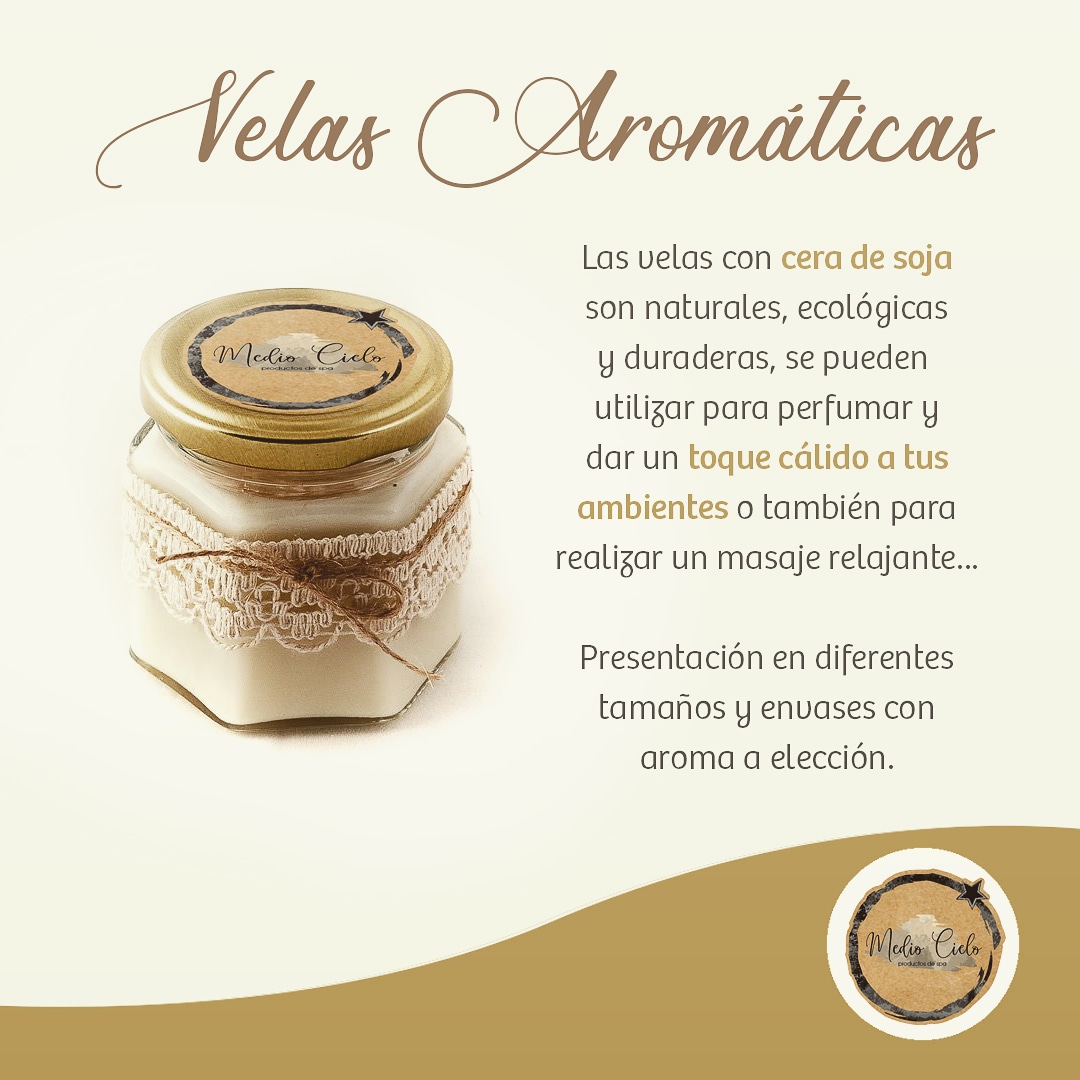 Velas Aromáticas
Las velas con cera de soja
son naturales, ecológicas
y duraderas, se pueden
utilizar para perfumar y
dar un toque cálido a tus
ambientes o también para
realizar un masaje relajante...
Presentación en diferentes
tamaños y envases con
aroma a elección.
Medio Cielo
productos de spa
Medio Cielo
productos de spa